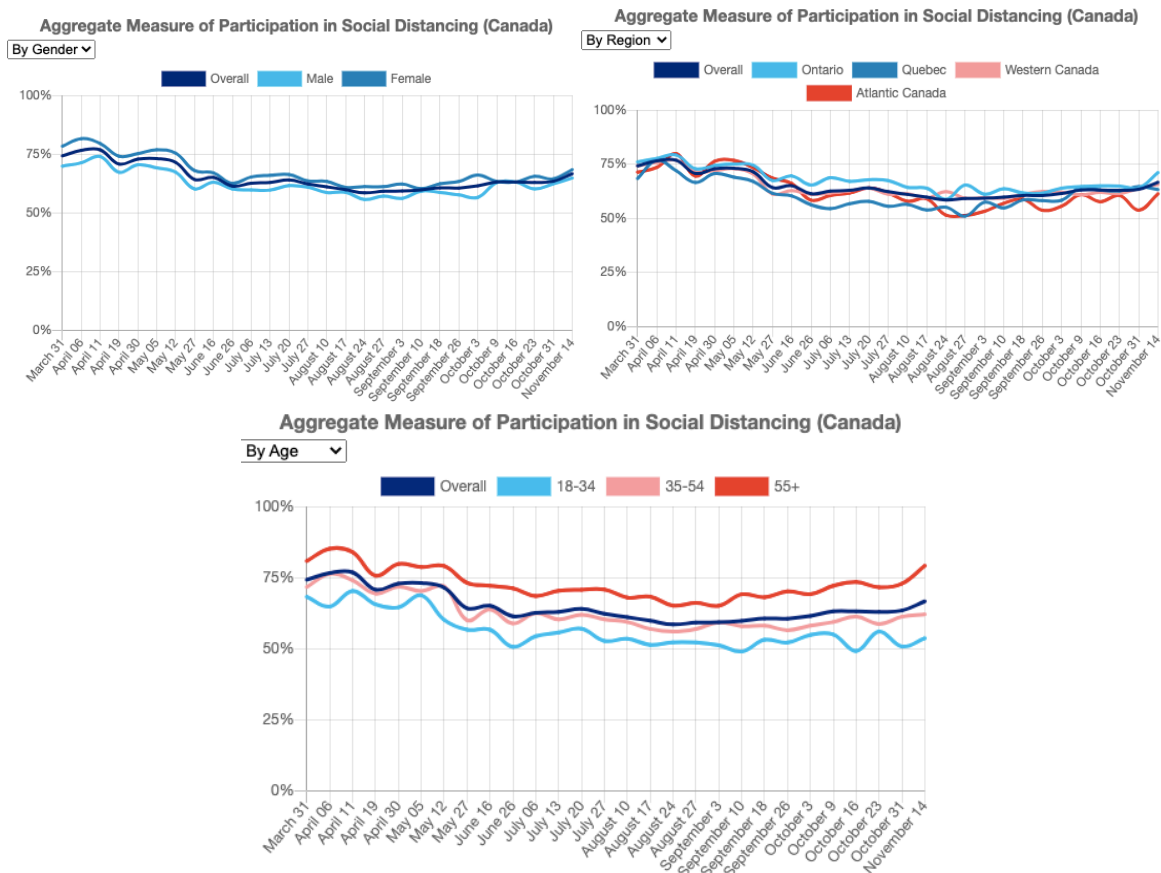 Aggregate Measure of Participation in Social Distancing (Canada)
By Gender
Overall Male Female
100%
75%
50%
25%
0%
March 31
April 06
April 11
April 19
April 30
May 05
May 12
May 27
June 16
June 26
July 06
July 13
July 20
July 27
August 10
August 17
August 24
August 27
September 3
September 10
September 18
September 26
October 3
October 9
October 16
October 23
October 31
November 14
Aggregate Measure of Participation in Social Distancing (Canada)
By Region
Overall Ontario Quebec Western Canada
Atlantic Canada
100%
75%
50%
25%
0%
March 31
April 06
April 11
April 19
April 30
May 05
May 12
May 27
June 16
June 26
July 06
July 13
July 20
July 27
August 10
August 17
August 24
August 27
September 3
September 10
September 18
September 26
October 3
October 9
October 16
October 23
October 31
November 14
Aggregate Measure of Participation in Social Distancing (Canada)
By Age
Overall 18-34 35-54 55+
100%
75%
50%
25%
0%
March 31
April 06
April 11
April 19
April 30
May 05
May 12
May 27
June 16
June 26
July 06
July 13
July 20
July 27
August 10
August 17
August 24
August 27
September 3
September 10
September 18
September 26
October 3
October 9
October 16
October 23
October 31
November 14